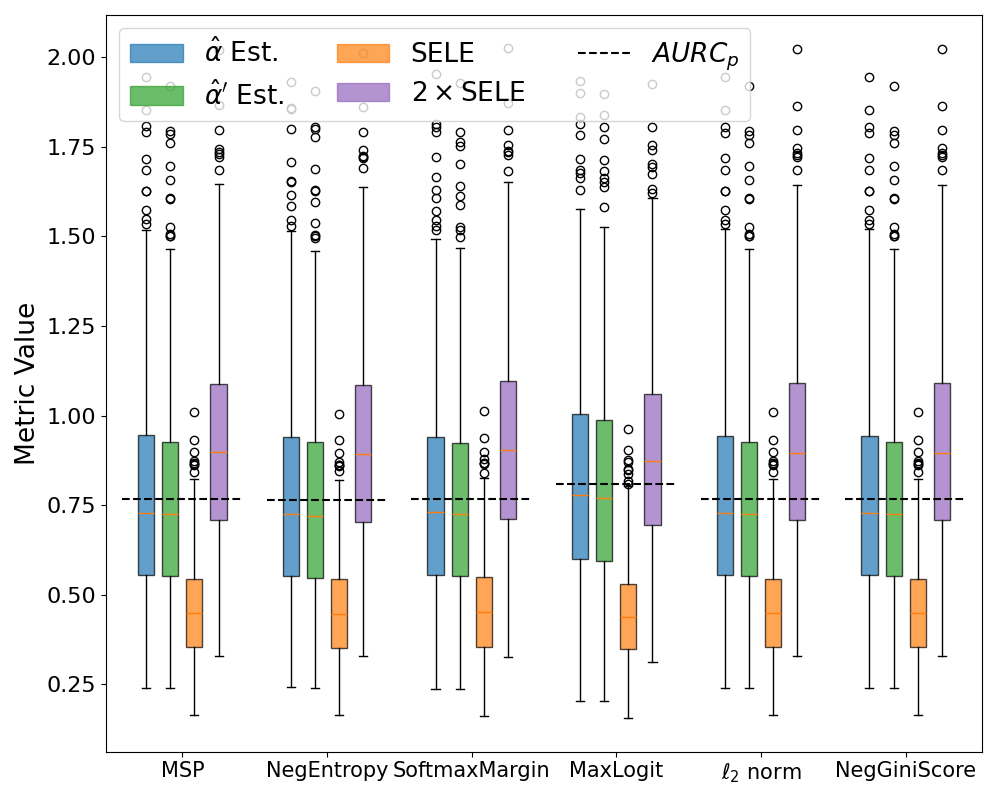 α̂ Est. SELE AURC_p
α̂′ Est. 2 × SELE
Metric Value
2.00
1.75
1.50
1.25
1.00
0.75
0.50
0.25
MSP NegEntropy SoftmaxMargin MaxLogit ℓ₂ norm NegGiniScore